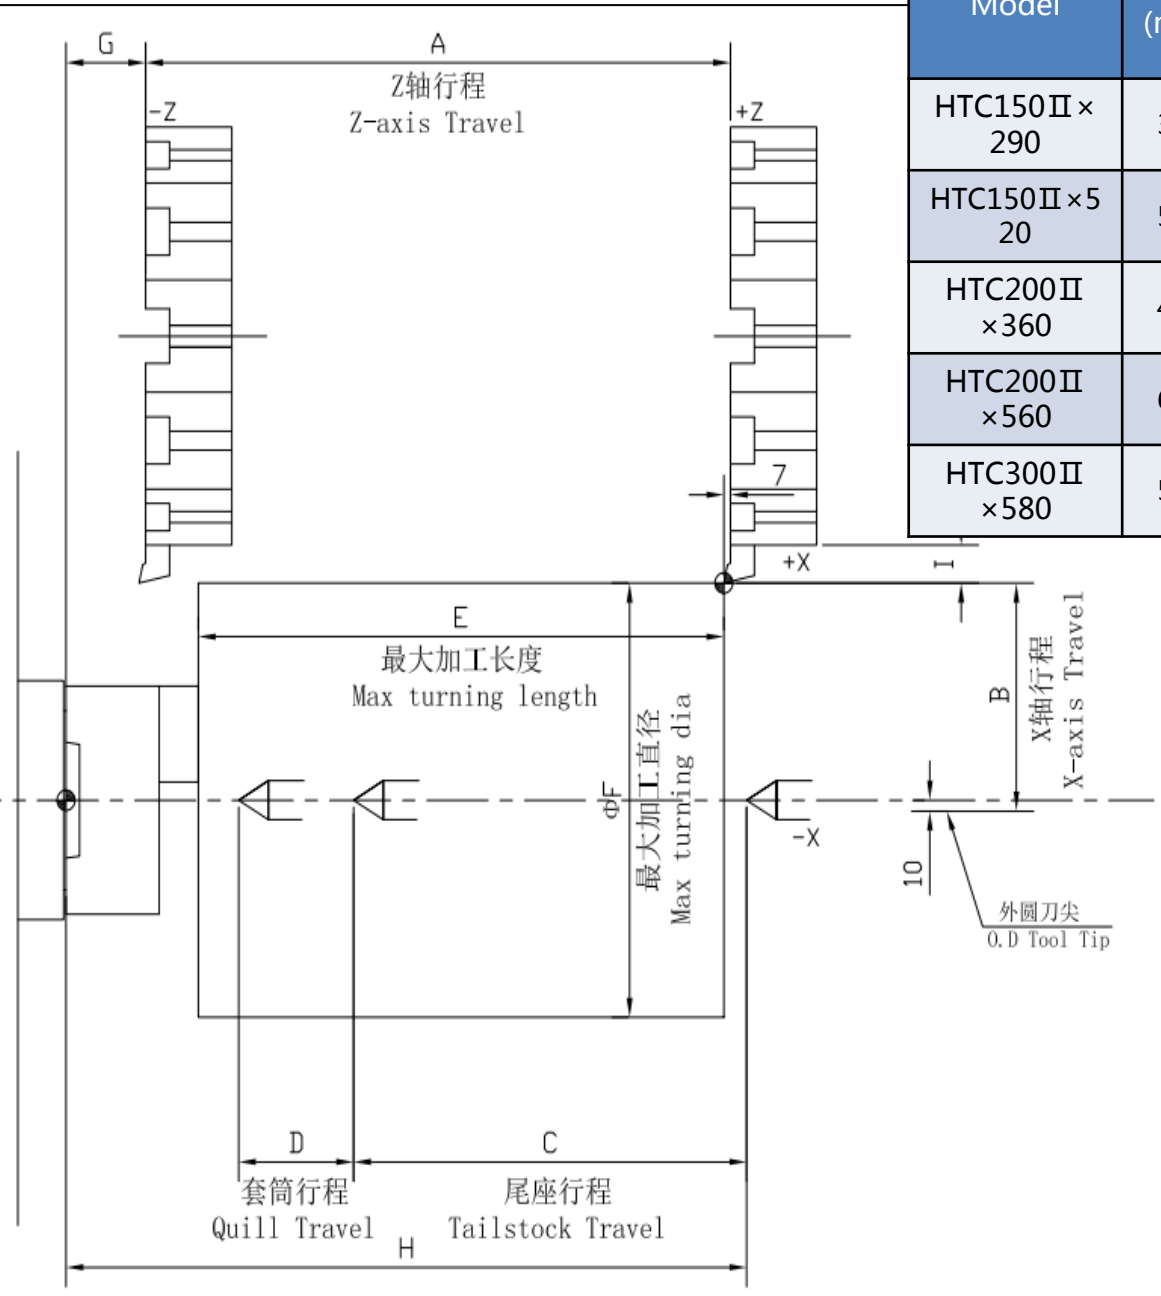 G
A
Z轴行程
Z-axis Travel
-Z
+Z
7
+X
I
E
最大加工长度
Max turning length
ΦF
最大加工直径
Max turning dia
B
X轴行程
X-axis Travel
-X
10
外圆刀尖
O.D Tool Tip
D
C
套筒行程
Quill Travel
尾座行程
Tailstock Travel
H
Model
HTC150Ⅱ×
290
HTC150Ⅱ×5
20
HTC200Ⅱ
×360
HTC200Ⅱ
×560
HTC300Ⅱ
×580